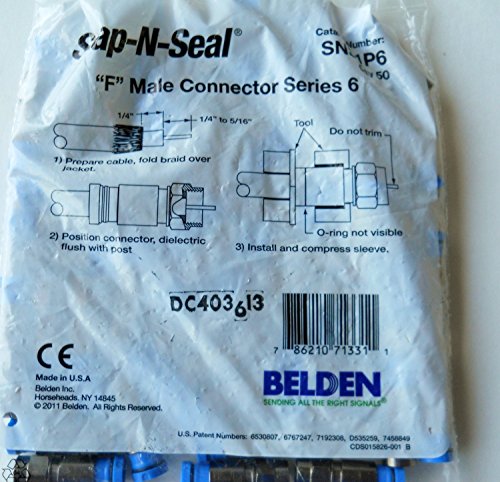 Snap-N-Seal®
Catalog Number:
"F" Male Connector Series 6
50
1/4"
1/4" to 5/16"
Tool
Do not trim
1) Prepare cable, fold braid over
jacket.
O-ring not visible
2) Position connector, dielectric
flush with post
3) Install and compress sleeve.
DC403613
7 86210 71331 1
CE
Made in U.S.A
Belden Inc.
Horseheads, NY 14845
© 2011 Belden. All Rights Reserved.
BELDEN
SENDING ALL THE RIGHT SIGNALS®
U.S. Patent Numbers: 6530807, 6767247, 7192308, D535259, 7458849
CDS015826-001 B